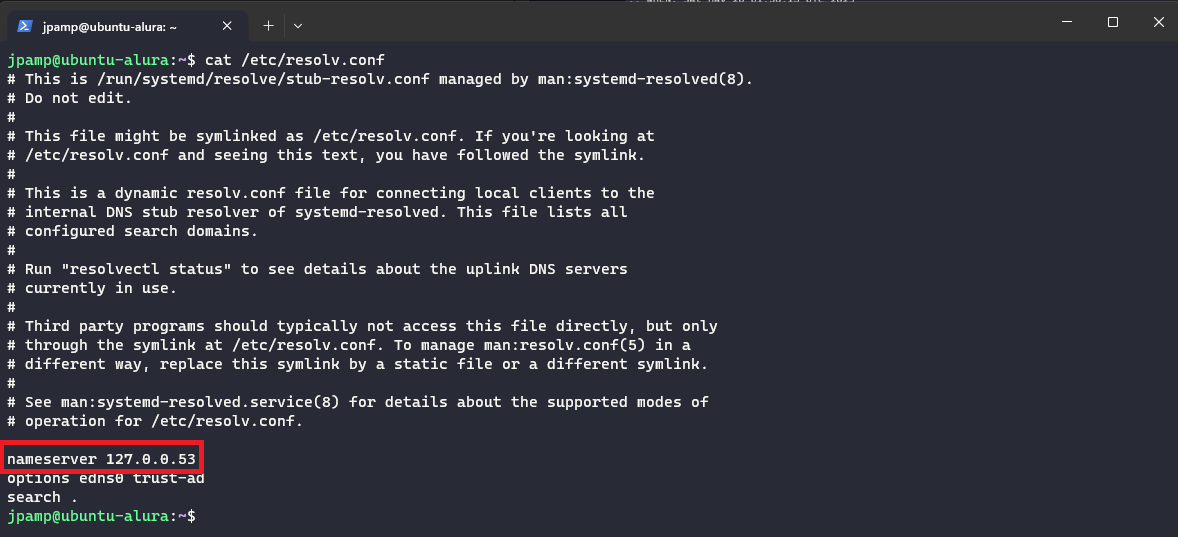 jpamp@ubuntu-alura: ~
jpamp@ubuntu-alura:~$ cat /etc/resolv.conf
# This is /run/systemd/resolve/stub-resolv.conf managed by man:systemd-resolved(8).
# Do not edit.
#
# This file might be symlinked as /etc/resolv.conf. If you're looking at
# /etc/resolv.conf and seeing this text, you have followed the symlink.
#
# This is a dynamic resolv.conf file for connecting local clients to the
# internal DNS stub resolver of systemd-resolved. This file lists all
# configured search domains.
#
# Run "resolvectl status" to see details about the uplink DNS servers
# currently in use.
#
# Third party programs should typically not access this file directly, but only
# through the symlink at /etc/resolv.conf. To manage man:resolv.conf(5) in a
# different way, replace this symlink by a static file or a different symlink.
#
# See man:systemd-resolved.service(8) for details about the supported modes of
# operation for /etc/resolv.conf.
nameserver 127.0.0.53
options edns0 trust-ad
search .
jpamp@ubuntu-alura:~$